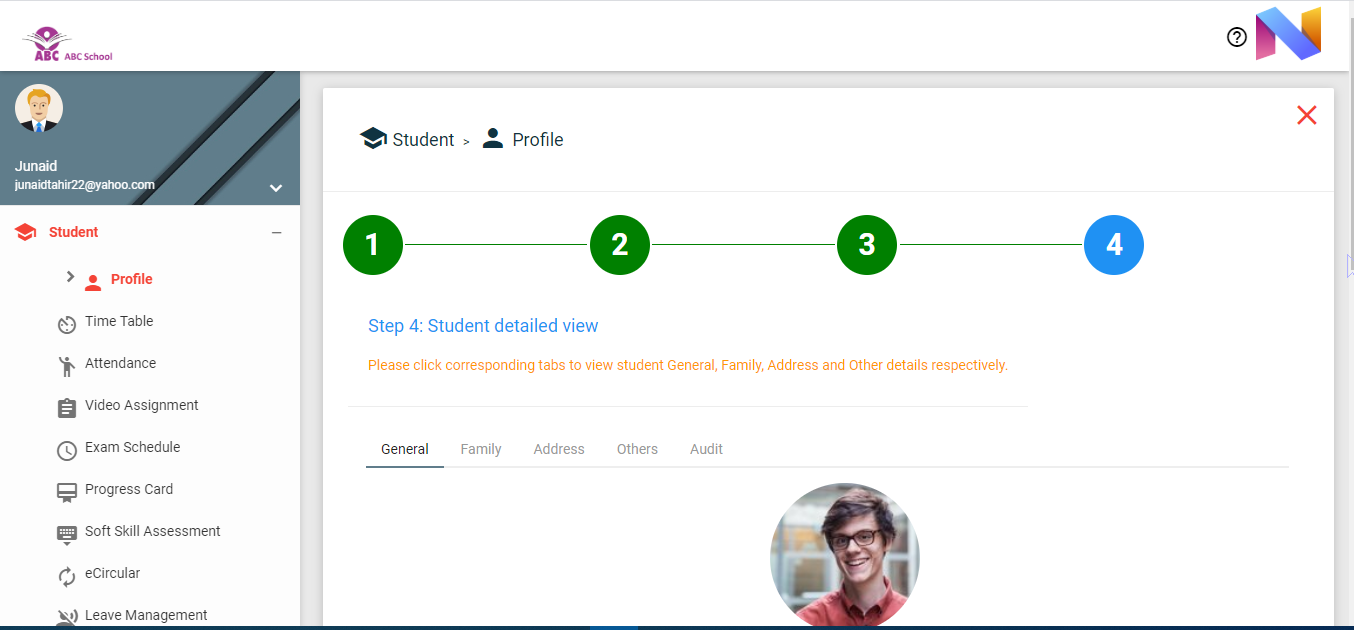 ABC ABC School
Junaid
junaidtahir22@yahoo.com
Student
Profile
Time Table
Attendance
Video Assignment
Exam Schedule
Progress Card
Soft Skill Assessment
eCircular
Leave Management
Student > Profile
1 2 3 4
Step 4: Student detailed view
Please click corresponding tabs to view student General, Family, Address and Other details respectively.
General Family Address Others Audit